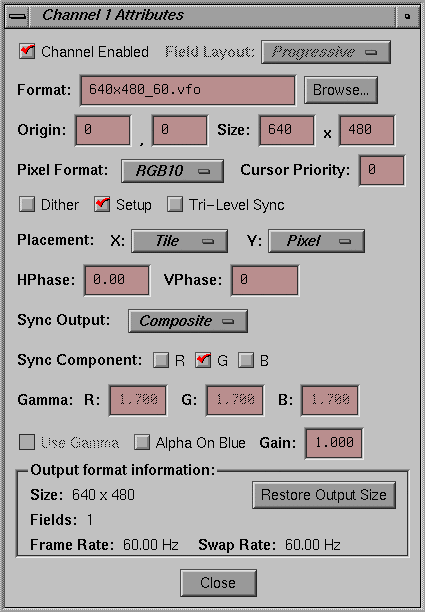 Channel 1 Attributes
Channel Enabled Field Layout: Progressive
Format: 640x480_60.vfo Browse...
Origin: 0 , 0 Size: 640 x 480
Pixel Format: RGB10 Cursor Priority: 0
Dither Setup Tri-Level Sync
Placement: X: Tile Y: Pixel
HPhase: 0.00 VPhase: 0
Sync Output: Composite
Sync Component: R G B
Gamma: R: 1.700 G: 1.700 B: 1.700
Use Gamma Alpha On Blue Gain: 1.000
Output format information:
Size: 640 x 480 Restore Output Size
Fields: 1
Frame Rate: 60.00 Hz Swap Rate: 60.00 Hz
Close